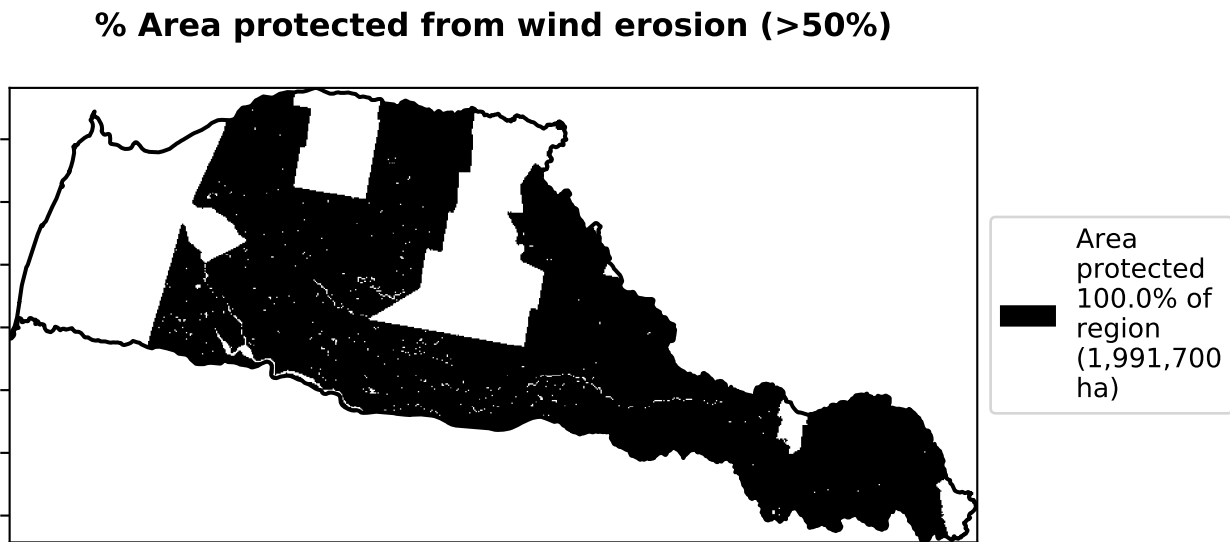 % Area protected from wind erosion (>50%)
Area
protected
100.0% of
region
(1,991,700
ha)